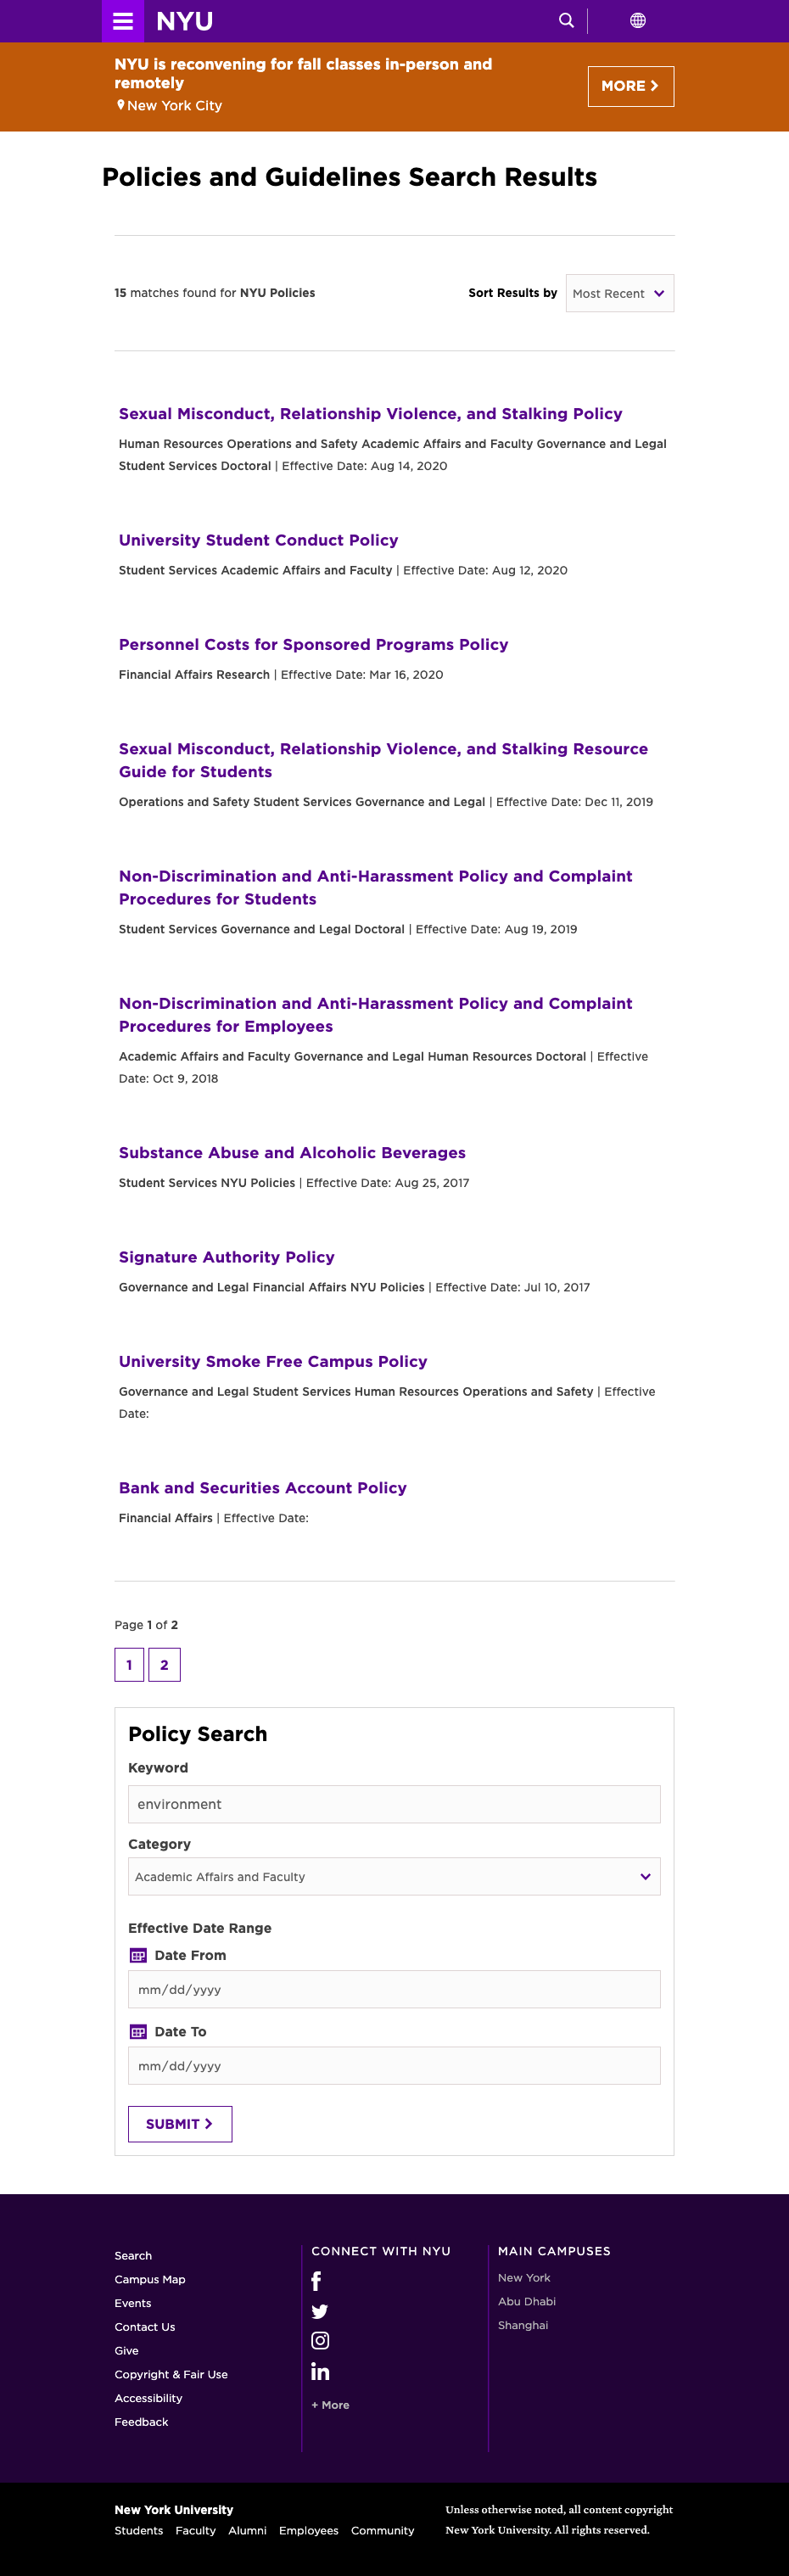 NYU
NYU is reconvening for fall classes in-person and
remotely
New York City
MORE
Policies and Guidelines Search Results
15 matches found for NYU Policies
Sort Results by
Most Recent
Sexual Misconduct, Relationship Violence, and Stalking Policy
Human Resources Operations and Safety Academic Affairs and Faculty Governance and Legal
Student Services Doctoral | Effective Date: Aug 14, 2020
University Student Conduct Policy
Student Services Academic Affairs and Faculty | Effective Date: Aug 12, 2020
Personnel Costs for Sponsored Programs Policy
Financial Affairs Research | Effective Date: Mar 16, 2020
Sexual Misconduct, Relationship Violence, and Stalking Resource
Guide for Students
Operations and Safety Student Services Governance and Legal | Effective Date: Dec 11, 2019
Non-Discrimination and Anti-Harassment Policy and Complaint
Procedures for Students
Student Services Governance and Legal Doctoral | Effective Date: Aug 19, 2019
Non-Discrimination and Anti-Harassment Policy and Complaint
Procedures for Employees
Academic Affairs and Faculty Governance and Legal Human Resources Doctoral | Effective
Date: Oct 9, 2018
Substance Abuse and Alcoholic Beverages
Student Services NYU Policies | Effective Date: Aug 25, 2017
Signature Authority Policy
Governance and Legal Financial Affairs NYU Policies | Effective Date: Jul 10, 2017
University Smoke Free Campus Policy
Governance and Legal Student Services Human Resources Operations and Safety | Effective
Date:
Bank and Securities Account Policy
Financial Affairs | Effective Date:
Page 1 of 2
1 2
Policy Search
Keyword
environment
Category
Academic Affairs and Faculty
Effective Date Range
Date From
mm/dd/yyyy
Date To
mm/dd/yyyy
SUBMIT
Search
Campus Map
Events
Contact Us
Give
Copyright & Fair Use
Accessibility
Feedback
CONNECT WITH NYU
+ More
MAIN CAMPUSES
New York
Abu Dhabi
Shanghai
New York University
Students Faculty Alumni Employees Community
Unless otherwise noted, all content copyright
New York University. All rights reserved.